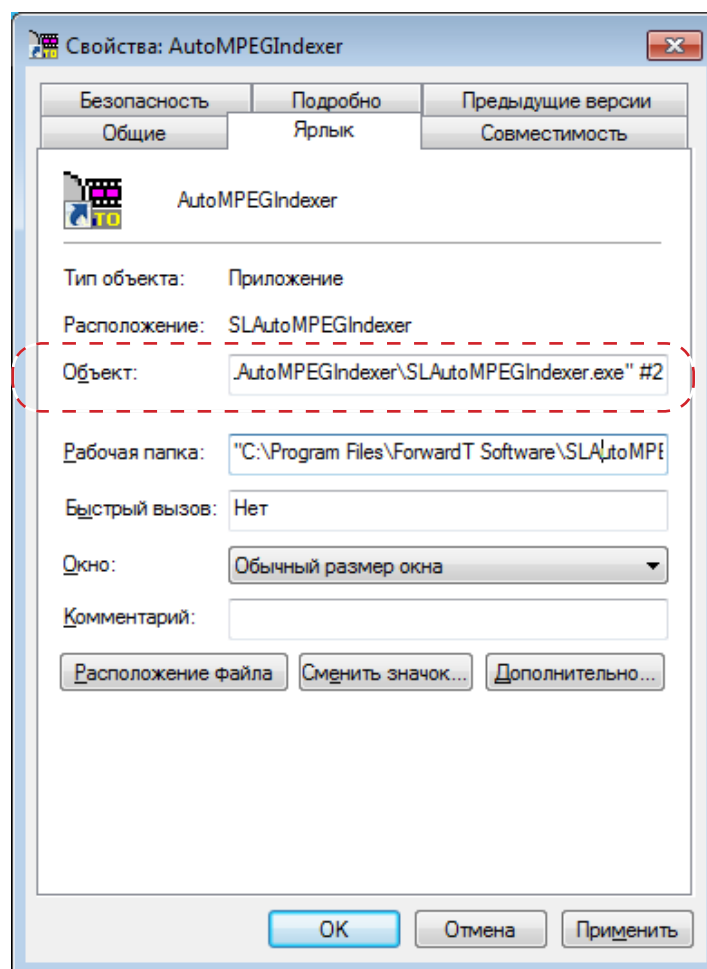 Свойства: AutoMPEGIndexer
Безопасность Подробно Предыдущие версии
Общие Ярлык Совместимость
TO
AutoMPEGIndexer
Тип объекта: Приложение
Расположение: SLAutoMPEGIndexer
Объект: .AutoMPEGIndexer\SLAutoMPEGIndexer.exe" #2
Рабочая папка: "C:\Program Files\ForwardT Software\SLAutoMPE
Быстрый вызов: Нет
Окно: Обычный размер окна
Комментарий:
Расположение файла Сменить значок... Дополнительно...
OK Отмена Применить